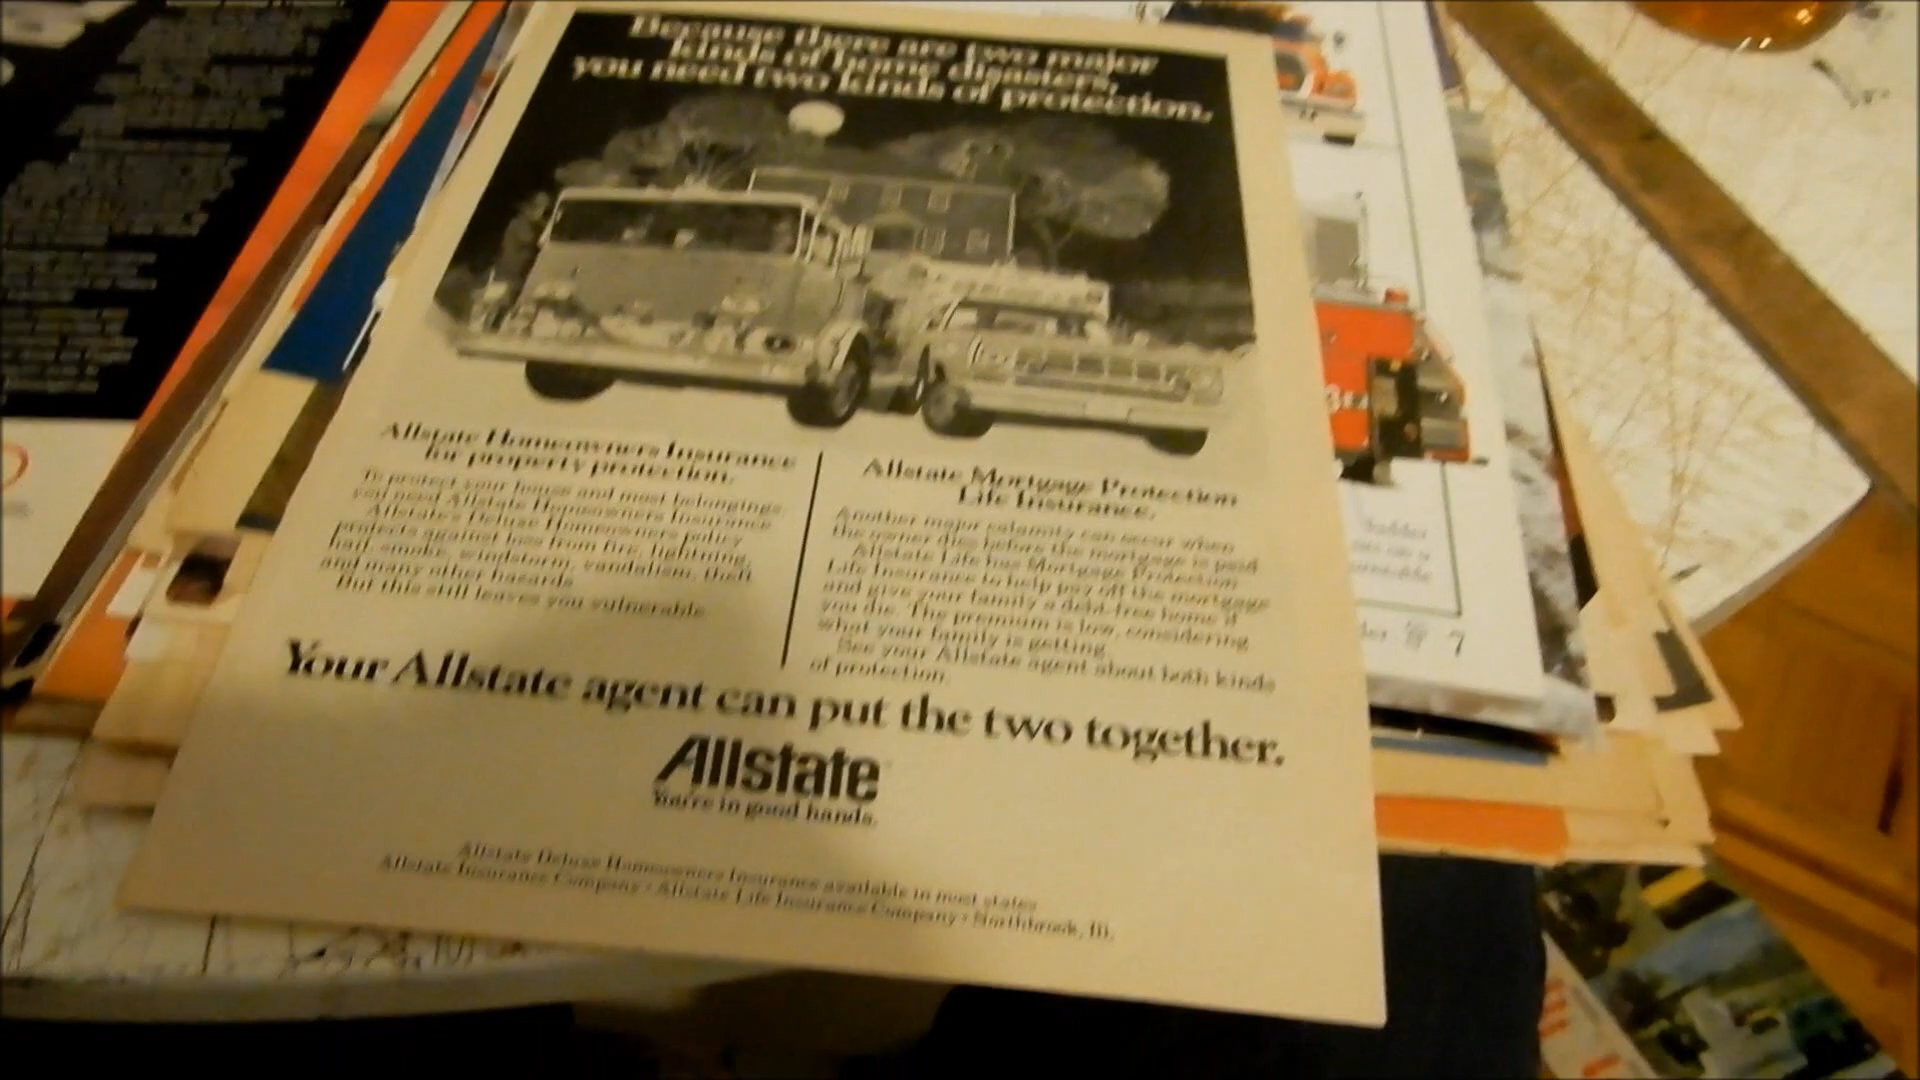 Because there are two major
kinds of home disasters,
you need two kinds of protection.
Allstate Homeowners Insurance
for property protection.
To protect your house and most belongings,
you need Allstate Homeowners Insurance
Allstate's Deluxe Homeowners policy
protects against loss from fire, lightning,
hail, smoke, windstorm, vandalism, theft
and many other hazards
But this still leaves you vulnerable
Allstate Mortgage Protection
Life Insurance.
Another major calamity can occur when
the owner dies before the mortgage is paid
Allstate Life has Mortgage Protection
Life Insurance to help pay off the mortgage
and give your family a debt-free home if
you die. The premium is low, considering
what your family is getting.
See your Allstate agent about both kinds
of protection.
Your Allstate agent can put the two together.
Allstate
You're in good hands.
Allstate Deluxe Homeowners Insurance available in most states
Allstate Insurance Company • Allstate Life Insurance Company • Northbrook, Ill.
7